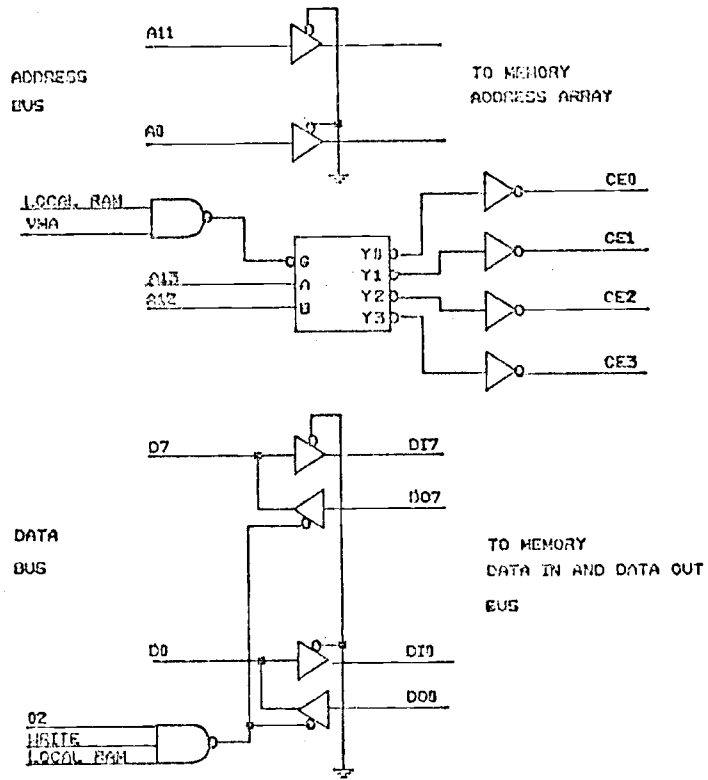 A11
ADDRESS
BUS
TO MEMORY
ADDRESS ARRAY
A0
LOCAL RAM
VMA
CE0
G
A
B
Y0
Y1
Y2
Y3
CE1
A13
A12
CE2
CE3
D7
DI7
DO7
DATA
BUS
TO MEMORY
DATA IN AND DATA OUT
BUS
D0
DI0
DO0
02
WRITE
LOCAL RAM